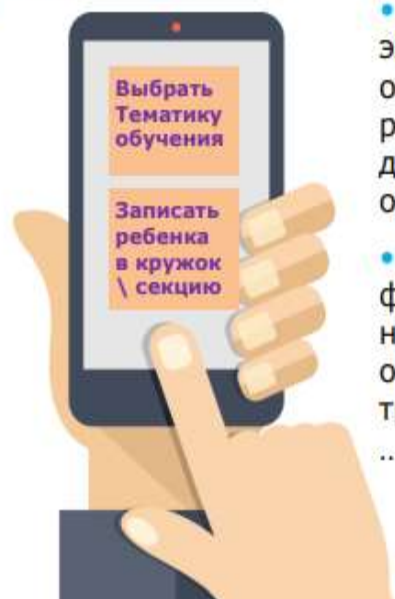 Выбрать
Тематику
обучения
Записать
ребенка
в кружок
\ секцию